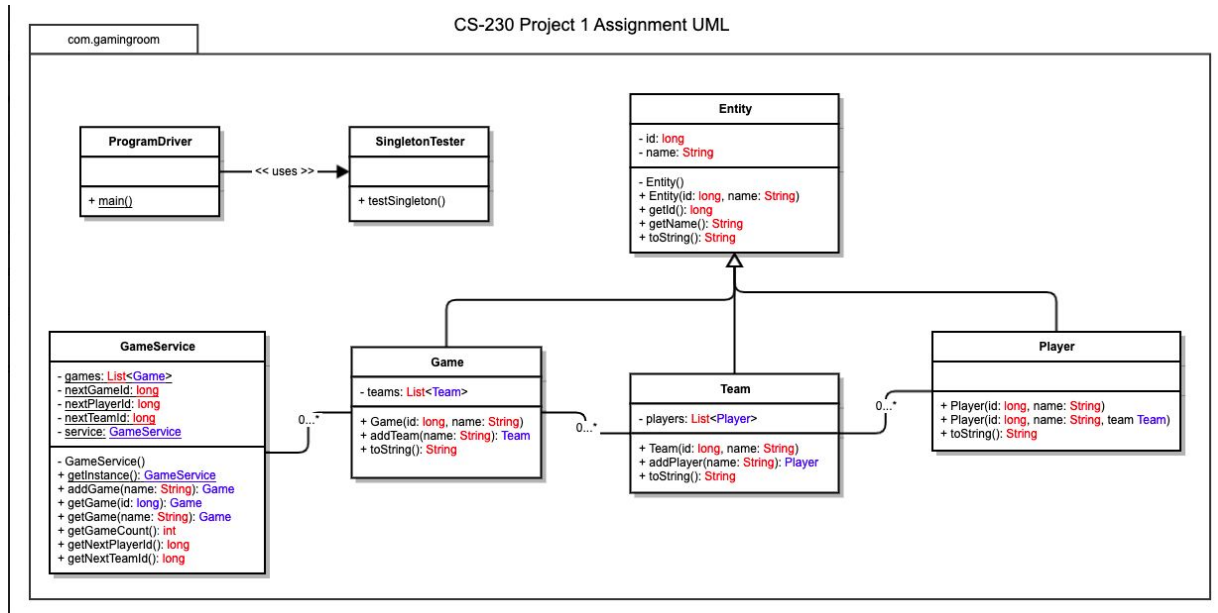 CS-230 Project 1 Assignment UML
com.gamingroom
ProgramDriver
+ main()
<< uses >>
SingletonTester
+ testSingleton()
Entity
- id: long
- name: String
- Entity()
+ Entity(id: long, name: String)
+ getId(): long
+ getName(): String
+ toString(): String
GameService
- games: List<Game>
- nextGameId: long
- nextPlayerId: long
- nextTeamId: long
- service: GameService
- GameService()
+ getInstance(): GameService
+ addGame(name: String): Game
+ getGame(id: long): Game
+ getGame(name: String): Game
+ getGameCount(): int
+ getNextPlayerId(): long
+ getNextTeamId(): long
0...*
Game
- teams: List<Team>
+ Game(id: long, name: String)
+ addTeam(name: String): Team
+ toString(): String
0...*
Team
- players: List<Player>
+ Team(id: long, name: String)
+ addPlayer(name: String): Player
+ toString(): String
0...*
Player
+ Player(id: long, name: String)
+ Player(id: long, name: String, team Team)
+ toString(): String